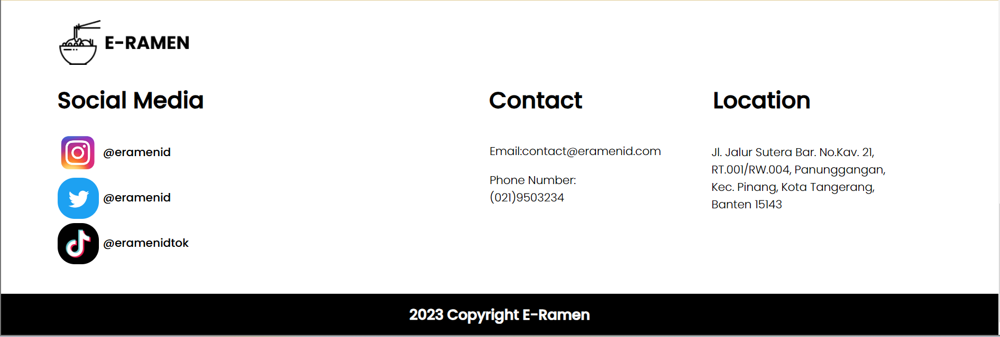 E-RAMEN
Social Media
@eramenid
@eramenid
@eramenidtok
Contact
Email:contact@eramenid.com
Phone Number:
(021)9503234
Location
Jl. Jalur Sutera Bar. No.Kav. 21,
RT.001/RW.004, Panunggangan,
Kec. Pinang, Kota Tangerang,
Banten 15143
2023 Copyright E-Ramen